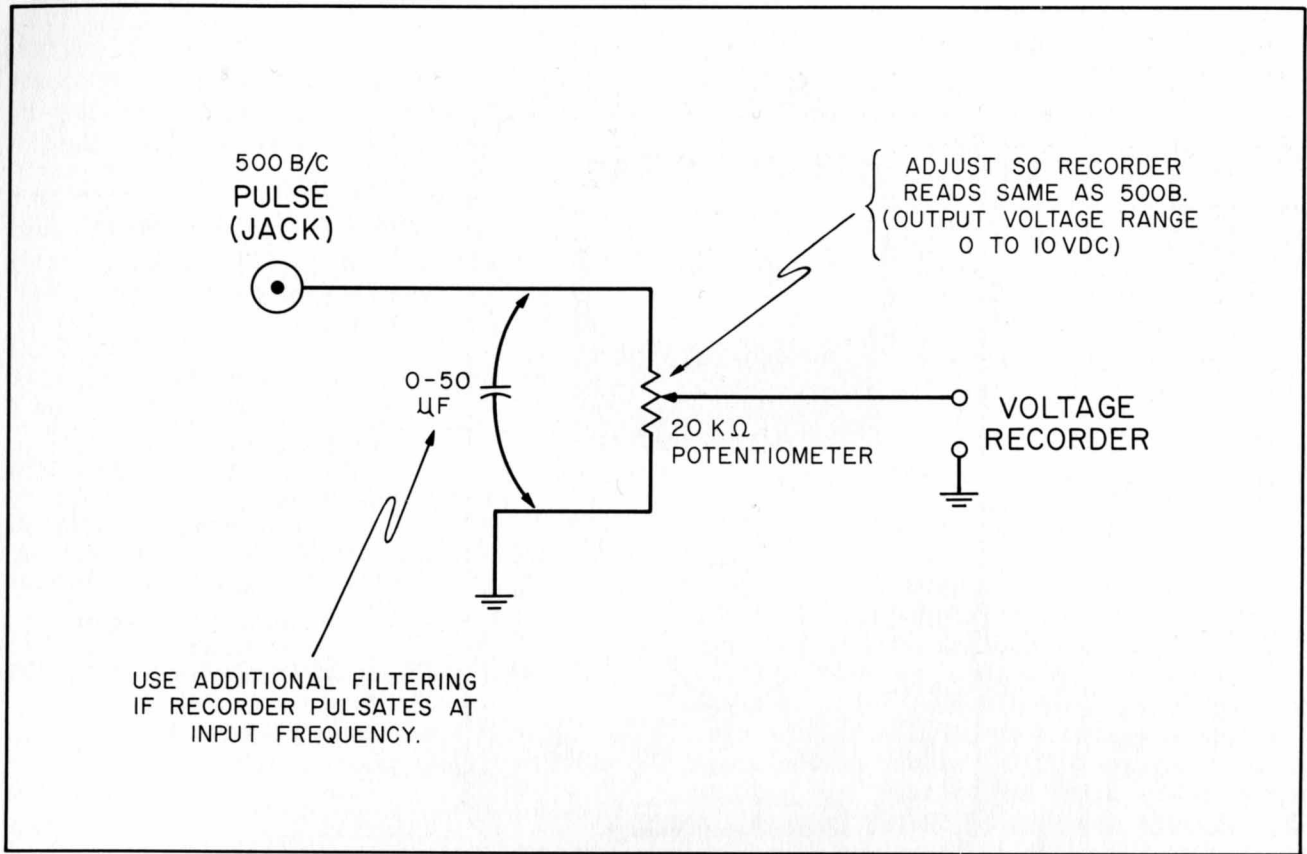 500 B/C
PULSE
(JACK)
ADJUST SO RECORDER
READS SAME AS 500B.
(OUTPUT VOLTAGE RANGE
0 TO 10 VDC)
0-50
µF
20 KΩ
POTENTIOMETER
VOLTAGE
RECORDER
USE ADDITIONAL FILTERING
IF RECORDER PULSATES AT
INPUT FREQUENCY.